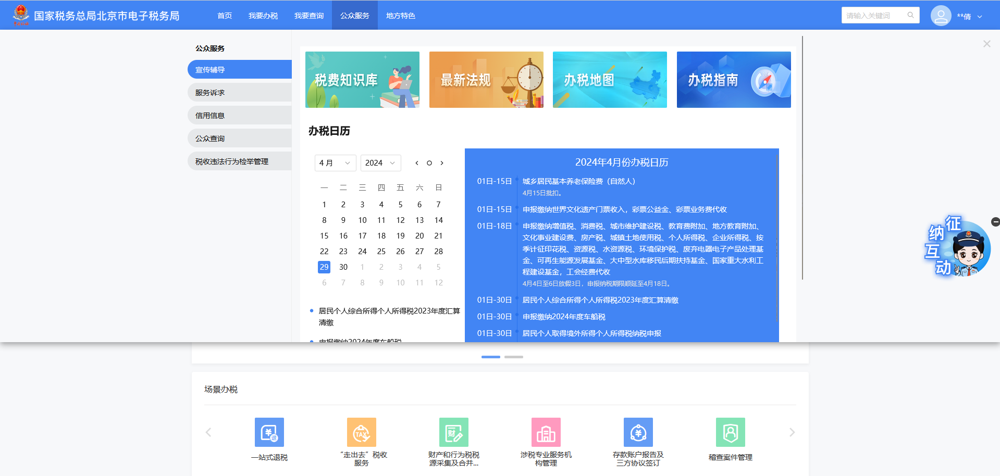 国家税务总局北京市电子税务局
首页
我要办税
我要查询
公众服务
地方特色
请输入关键词
**倩
公众服务
宣传辅导
服务诉求
信用信息
公众查询
税收违法行为检举管理
税费知识库
最新法规
办税地图
办税指南
办税日历
4 月
2024
一 二 三 四 五 六 日
1 2 3 4 5 6 7
8 9 10 11 12 13 14
15 16 17 18 19 20 21
22 23 24 25 26 27 28
29 30 1 2 3 4 5
6 7 8 9 10 11 12
居民个人综合所得个人所得税2023年度汇算
清缴
申报缴纳2024年度车船税
2024年4月份办税日历
01日-15日 城乡居民基本养老保险费（自然人）
4月15日批扣。
01日-15日 申报缴纳世界文化遗产门票收入，彩票公益金、彩票业务费代收
01日-18日 申报缴纳增值税、消费税、城市维护建设税、教育费附加、地方教育附加、
文化事业建设费、房产税、城镇土地使用税、个人所得税、企业所得税、按
季计征印花税、资源税、水资源税、环境保护税、废弃电器电子产品处理基
金、可再生能源发展基金、大中型水库移民后期扶持基金、国家重大水利工
程建设基金，工会经费代收
4月4日至6日放假3日，申报纳税期限顺延至4月18日。
01日-30日 居民个人综合所得个人所得税2023年度汇算清缴
01日-30日 申报缴纳2024年度车船税
01日-30日 居民个人取得境外所得个人所得税纳税申报
征
纳
互
动
场景办税
退
TAX
财
一站式退税
“走出去”税收
服务
财产和行为税税
源采集及合并...
涉税专业服务机
构管理
存款账户报告及
三方协议签订
稽查案件管理